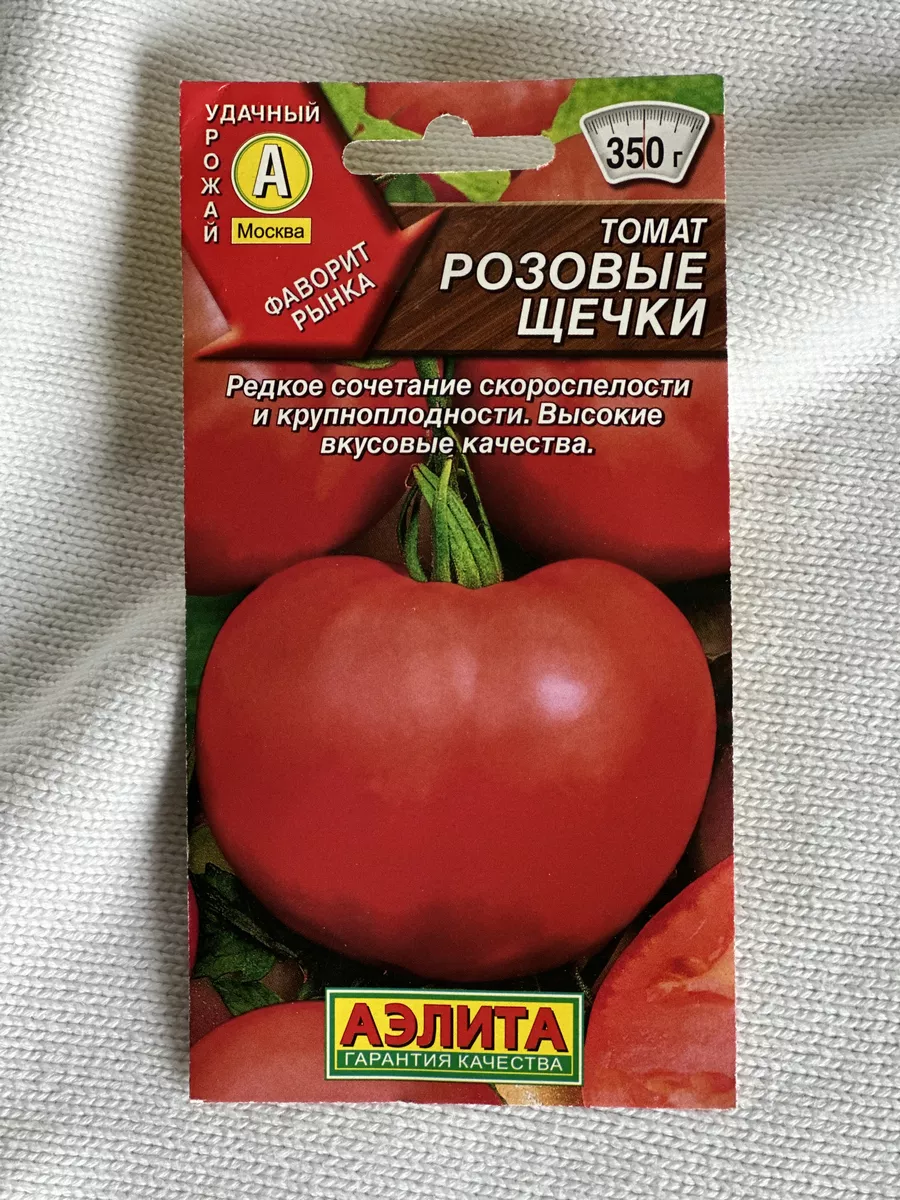 УДАЧНЫЙ
УРОЖАЙ
А
Москва
ФАВОРИТ
РЫНКА
350 г
ТОМАТ
РОЗОВЫЕ
ЩЕЧКИ
Редкое сочетание скороспелости
и крупноплодности. Высокие
вкусовые качества.
АЭЛИТА
ГАРАНТИЯ КАЧЕСТВА